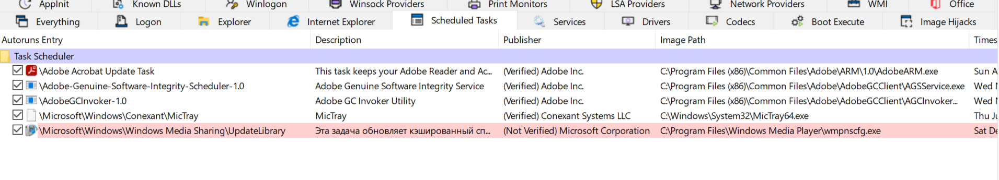 AppInit Known DLLs Winlogon Winsock Providers Print Monitors LSA Providers Network Providers WMI Office
Everything Logon Explorer Internet Explorer Scheduled Tasks Services Drivers Codecs Boot Execute Image Hijacks
Autoruns Entry Description Publisher Image Path Times
Task Scheduler
\Adobe Acrobat Update Task This task keeps your Adobe Reader and Ac... (Verified) Adobe Inc. C:\Program Files (x86)\Common Files\Adobe\ARM\1.0\AdobeARM.exe Sun A
\Adobe-Genuine-Software-Integrity-Scheduler-1.0 Adobe Genuine Software Integrity Service (Verified) Adobe Inc. C:\Program Files (x86)\Common Files\Adobe\AdobeGCClient\AGSService.exe Wed
\AdobeGCInvoker-1.0 Adobe GC Invoker Utility (Verified) Adobe Inc. C:\Program Files (x86)\Common Files\Adobe\AdobeGCClient\AGCInvoker... Wed
\Microsoft\Windows\Conexant\MicTray MicTray (Verified) Conexant Systems LLC C:\Windows\System32\MicTray64.exe Thu
\Microsoft\Windows\Windows Media Sharing\UpdateLibrary Эта задача обновляет кэшированный сп... (Not Verified) Microsoft Corporation C:\Program Files\Windows Media Player\wmpnscfg.exe Sat De